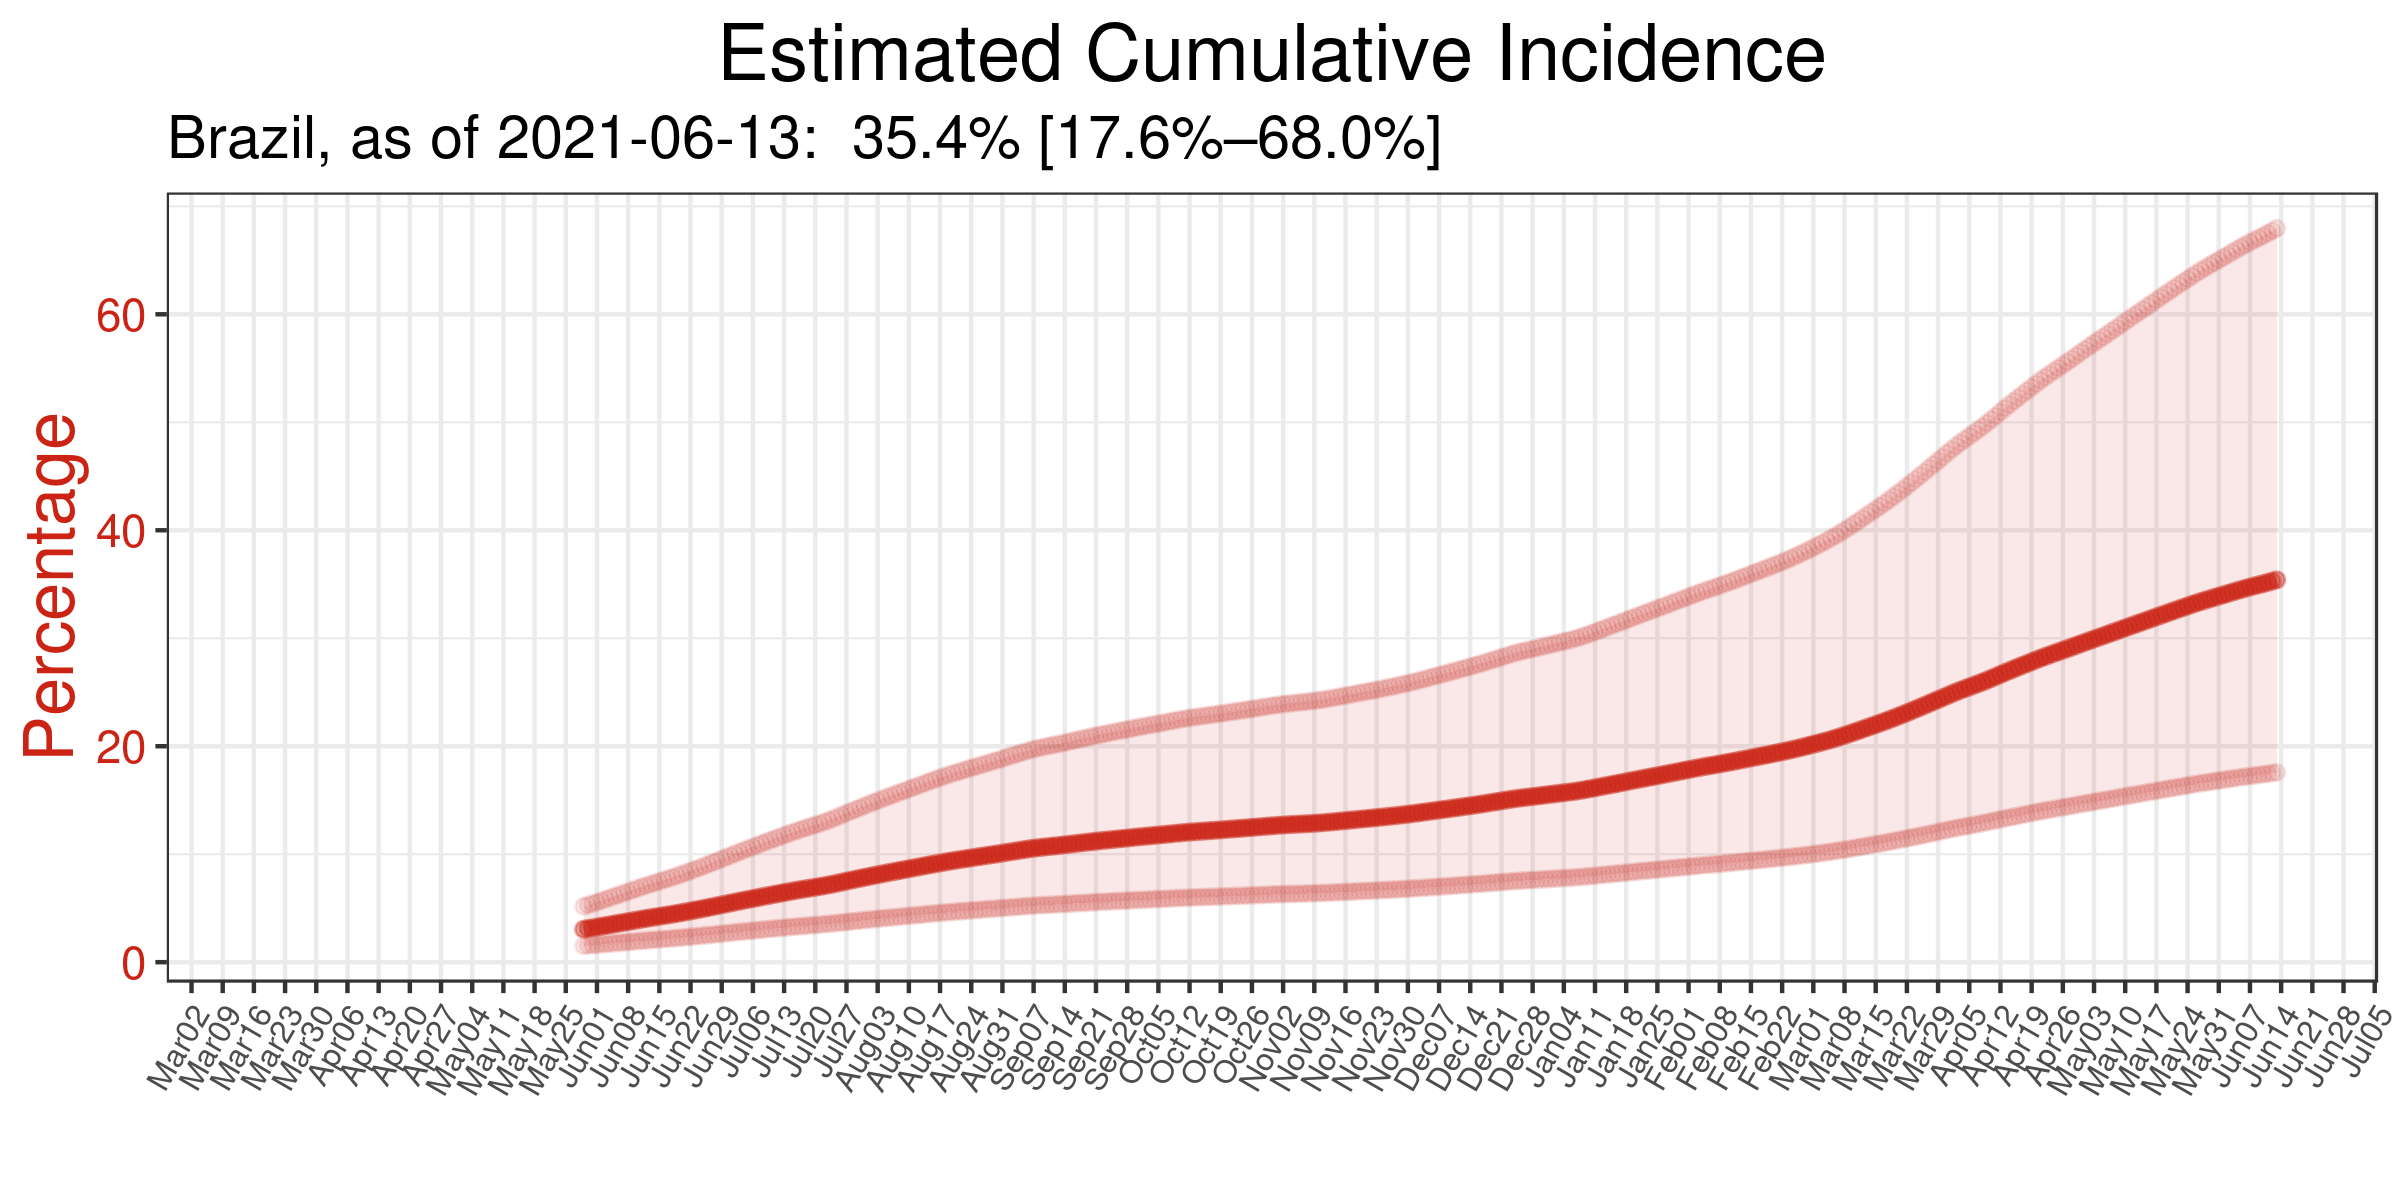 Estimated Cumulative Incidence
Brazil, as of 2021-06-13:  35.4% [17.6%–68.0%]
Percentage
60
40
20
0
Mar02
Mar09
Mar16
Mar23
Mar30
Apr06
Apr13
Apr20
Apr27
May04
May11
May18
May25
Jun01
Jun08
Jun15
Jun22
Jun29
Jul06
Jul13
Jul20
Jul27
Aug03
Aug10
Aug17
Aug24
Aug31
Sep07
Sep14
Sep21
Sep28
Oct05
Oct12
Oct19
Oct26
Nov02
Nov09
Nov16
Nov23
Nov30
Dec07
Dec14
Dec21
Dec28
Jan04
Jan11
Jan18
Jan25
Feb01
Feb08
Feb15
Feb22
Mar01
Mar08
Mar15
Mar22
Mar29
Apr05
Apr12
Apr19
Apr26
May03
May10
May17
May24
May31
Jun07
Jun14
Jun21
Jun28
Jul05